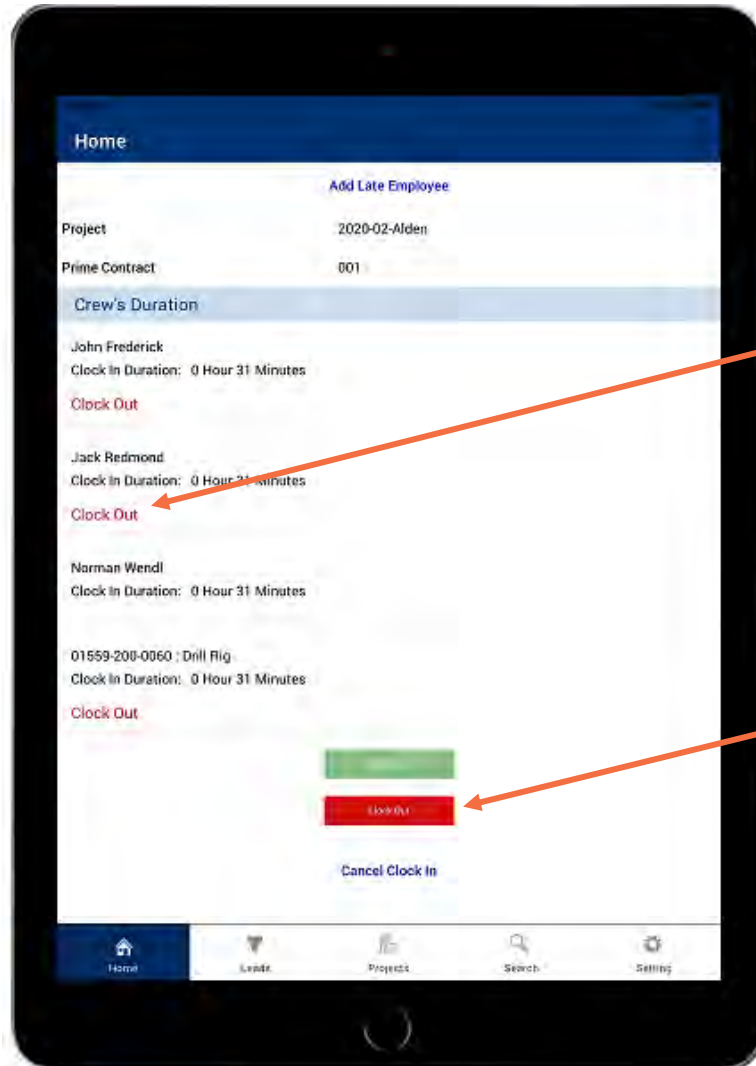 Home
Add Late Employee
Project 2020-02-Alden
Prime Contract 001
Crew's Duration
John Frederick
Clock In Duration: 0 Hour 31 Minutes
Clock Out
Jack Redmond
Clock In Duration: 0 Hour 31 Minutes
Clock Out
Norman Wendl
Clock In Duration: 0 Hour 31 Minutes
01559-200-0060 : Drill Rig
Clock In Duration: 0 Hour 31 Minutes
Clock Out
Clock Out
Cancel Clock In
Home Leads Projects Search Setting